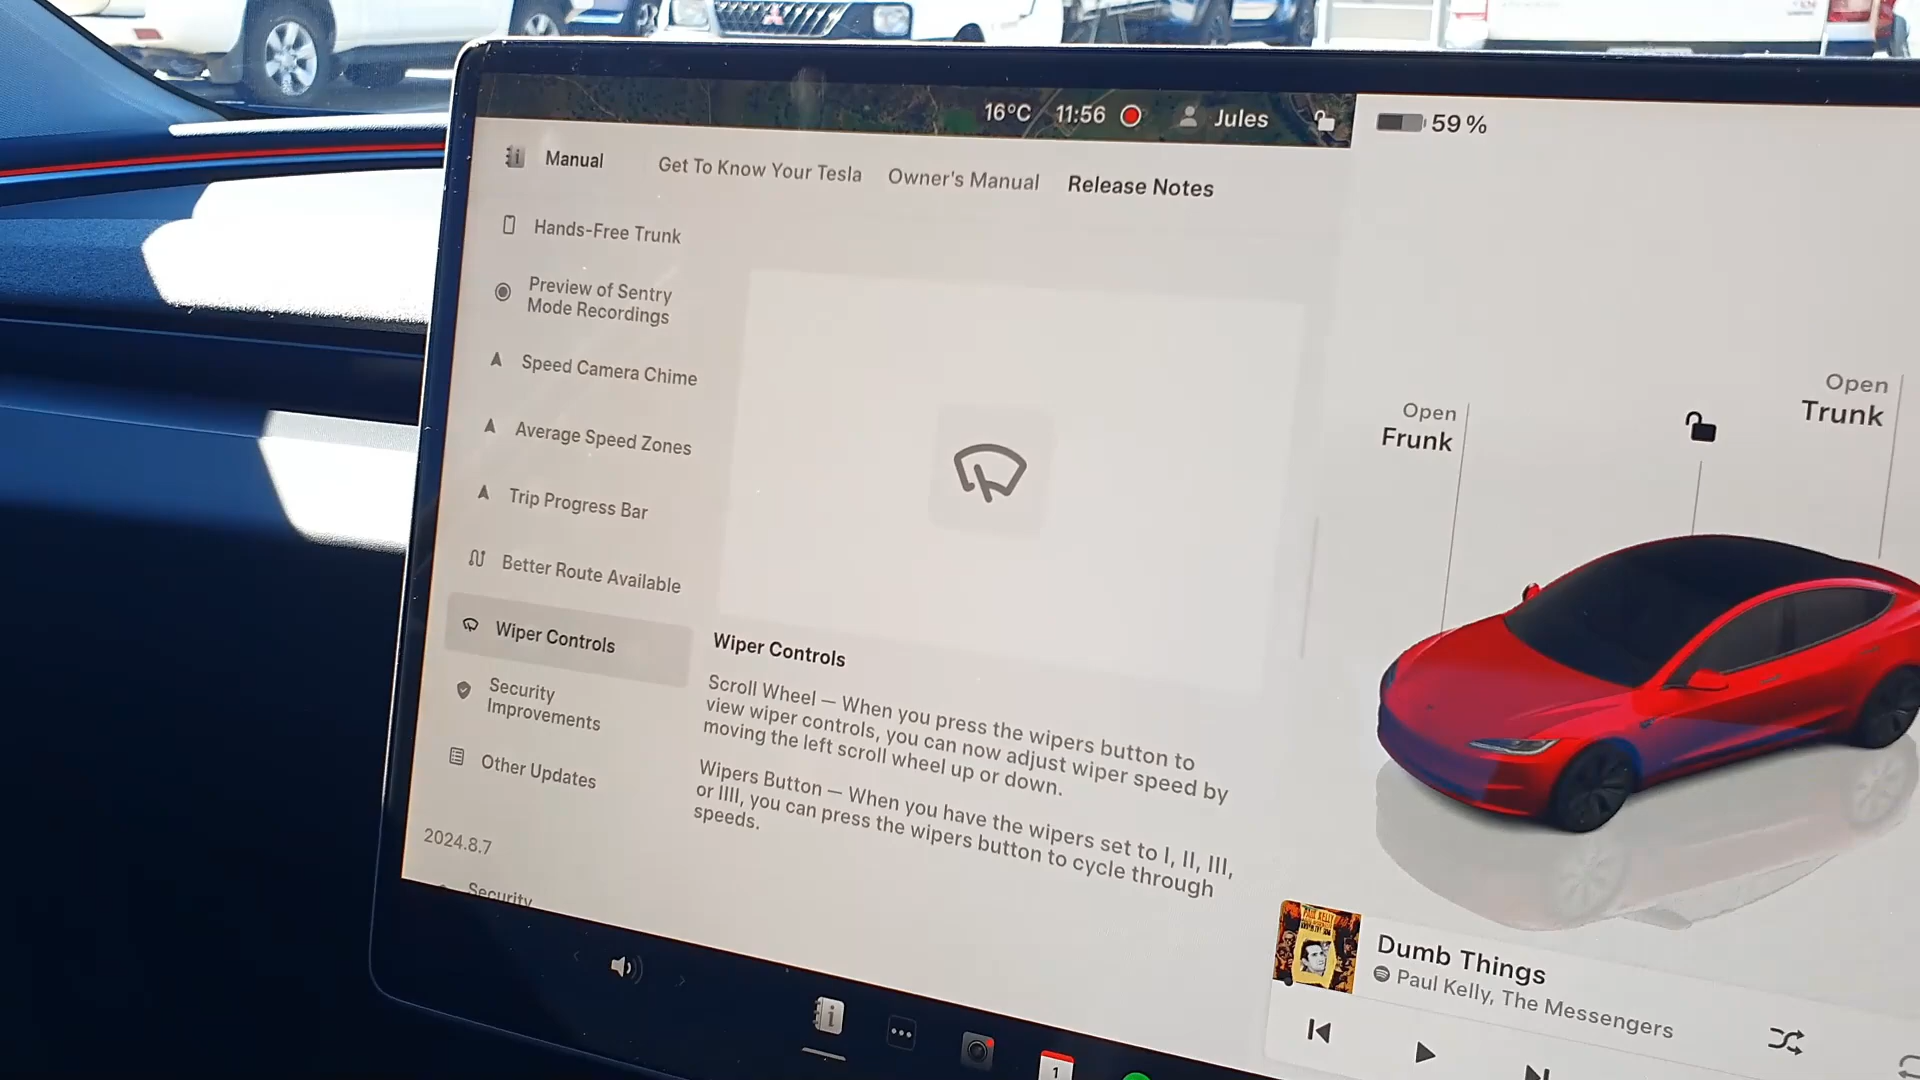 16°C 11:56 Jules
59 %
Manual
Get To Know Your Tesla
Owner's Manual
Release Notes
Hands-Free Trunk
Preview of Sentry
Mode Recordings
Speed Camera Chime
Average Speed Zones
Trip Progress Bar
Better Route Available
Wiper Controls
Security
Improvements
Other Updates
2024.8.7
Security
Wiper Controls
Scroll Wheel — When you press the wipers button to
view wiper controls, you can now adjust wiper speed by
moving the left scroll wheel up or down.
Wipers Button — When you have the wipers set to I, II, III,
or IIII, you can press the wipers button to cycle through
speeds.
Open
Frunk
Open
Trunk
PAUL KELLY
Dumb Things
Paul Kelly, The Messengers
1